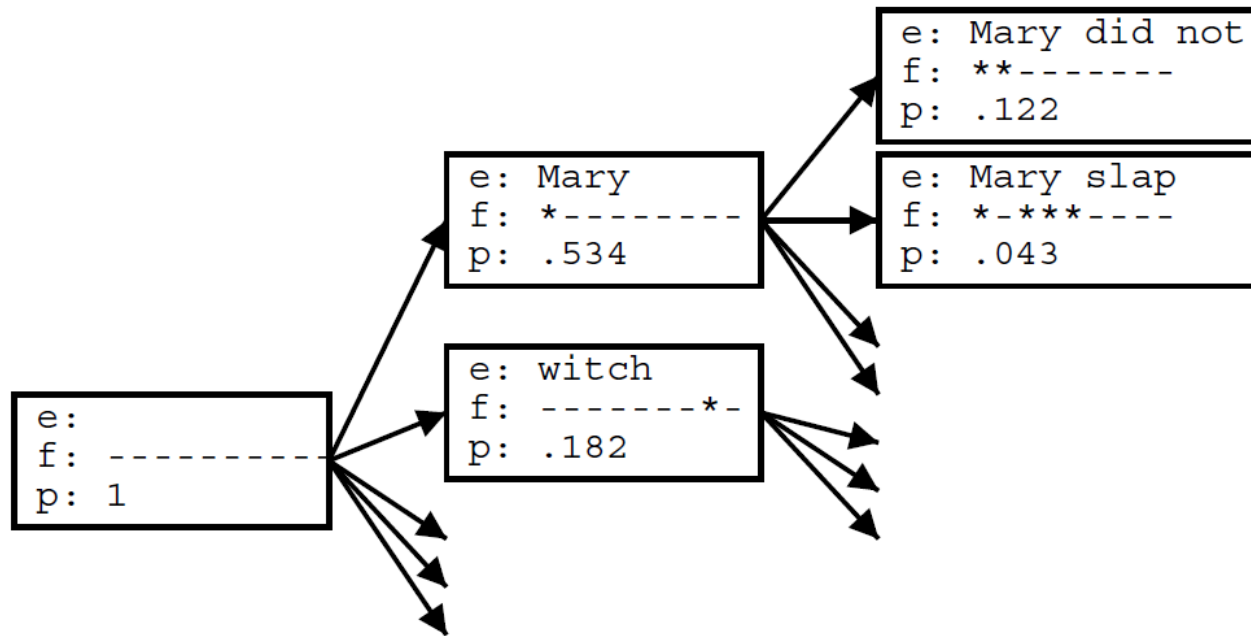 e: Mary did not
f: **-------
p: .122
e: Mary
f: *--------
p: .534
e: Mary slap
f: *-***----
p: .043
e: witch
f: -------*-
p: .182
e:
f: ----------
p: 1